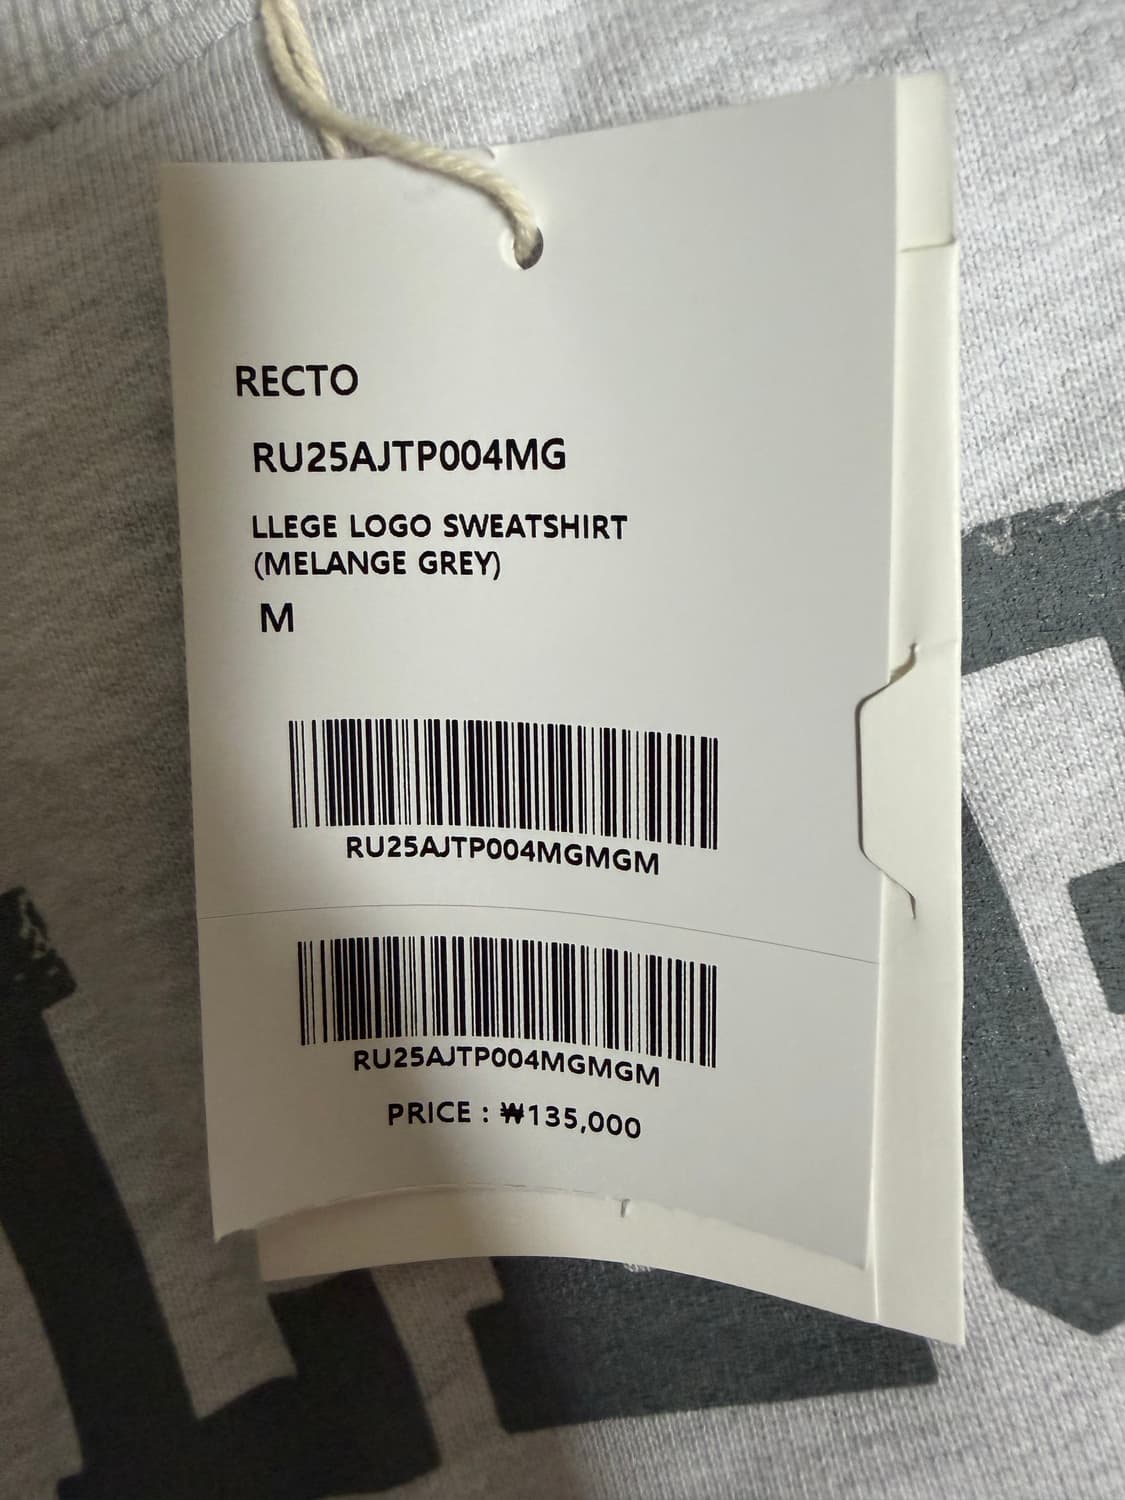 RECTO
RU25AJTP004MG
LLEGE LOGO SWEATSHIRT
(MELANGE GREY)
M
RU25AJTP004MGMGM
RU25AJTP004MGMGM
PRICE : ₩135,000